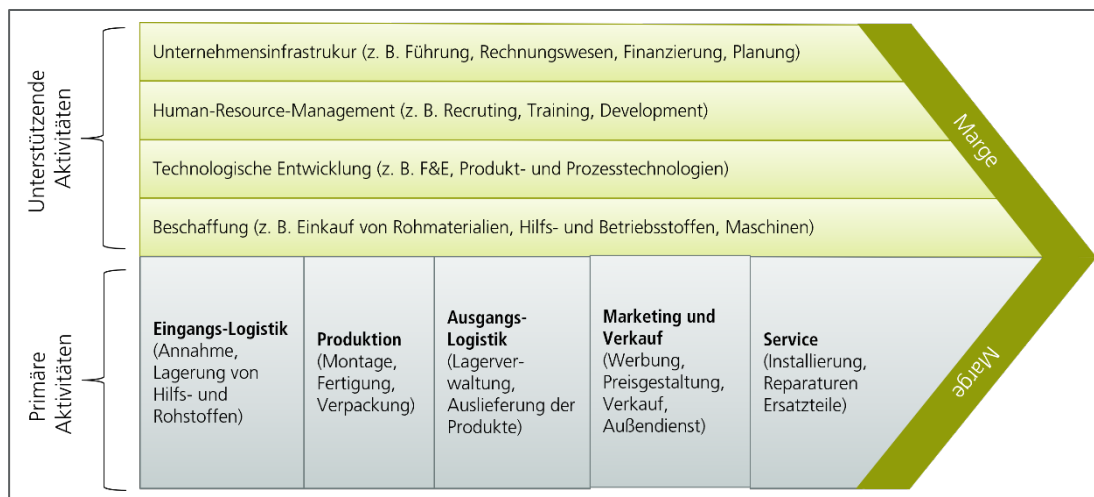 Unterstützende
Aktivitäten
Unternehmensinfrastrukur (z. B. Führung, Rechnungswesen, Finanzierung, Planung)
Human-Resource-Management (z. B. Recruting, Training, Development)
Technologische Entwicklung (z. B. F&E, Produkt- und Prozesstechnologien)
Beschaffung (z. B. Einkauf von Rohmaterialien, Hilfs- und Betriebsstoffen, Maschinen)
Marge
Primäre
Aktivitäten
Eingangs-Logistik
(Annahme,
Lagerung von
Hilfs- und
Rohstoffen)
Produktion
(Montage,
Fertigung,
Verpackung)
Ausgangs-
Logistik
(Lagerver-
waltung,
Auslieferung der
Produkte)
Marketing und
Verkauf
(Werbung,
Preisgestaltung,
Verkauf,
Außendienst)
Service
(Installierung,
Reparaturen
Ersatzteile)
Marge